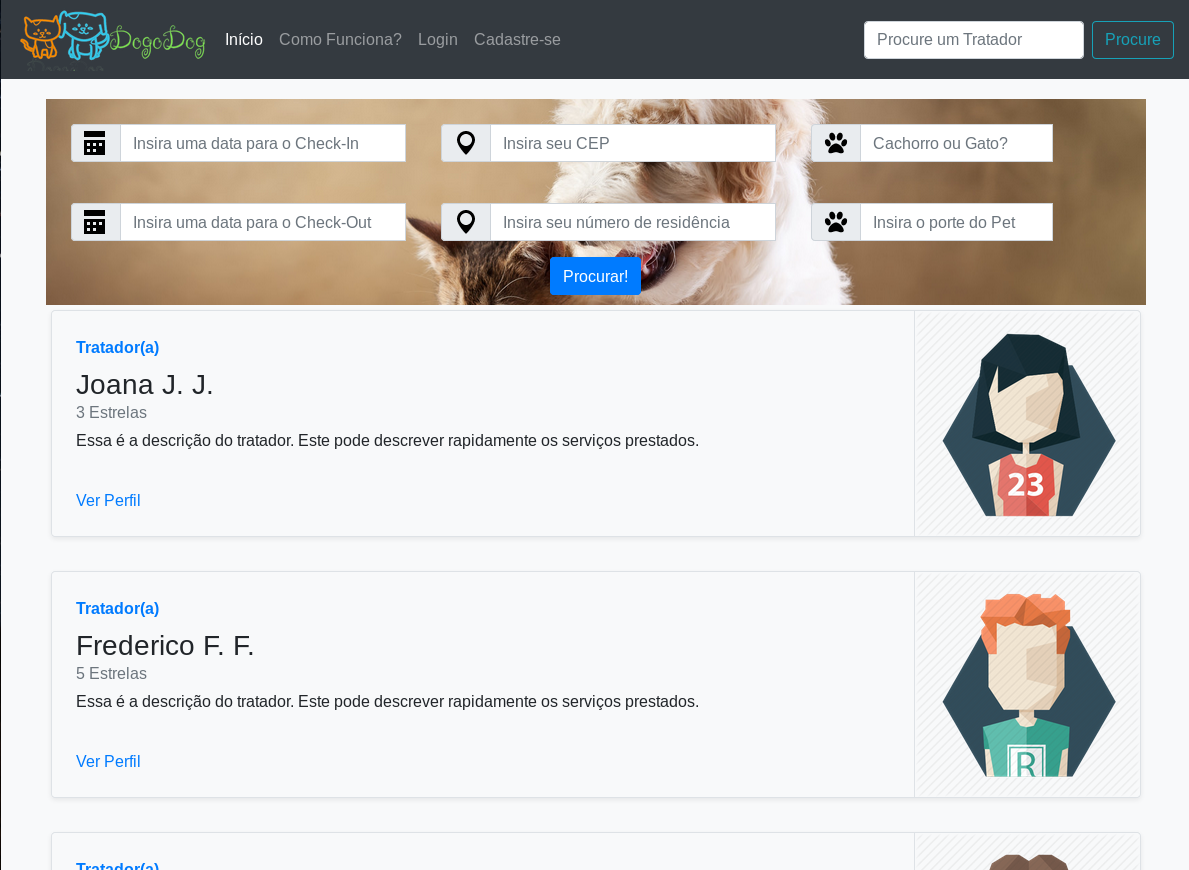 DogoDog
Início Como Funciona? Login Cadastre-se
Procure um Tratador Procure
Insira uma data para o Check-In
Insira seu CEP
Cachorro ou Gato?
Insira uma data para o Check-Out
Insira seu número de residência
Insira o porte do Pet
Procurar!
Tratador(a)
Joana J. J.
3 Estrelas
Essa é a descrição do tratador. Este pode descrever rapidamente os serviços prestados.
Ver Perfil
23
Tratador(a)
Frederico F. F.
5 Estrelas
Essa é a descrição do tratador. Este pode descrever rapidamente os serviços prestados.
Ver Perfil
R
Tratador(a)